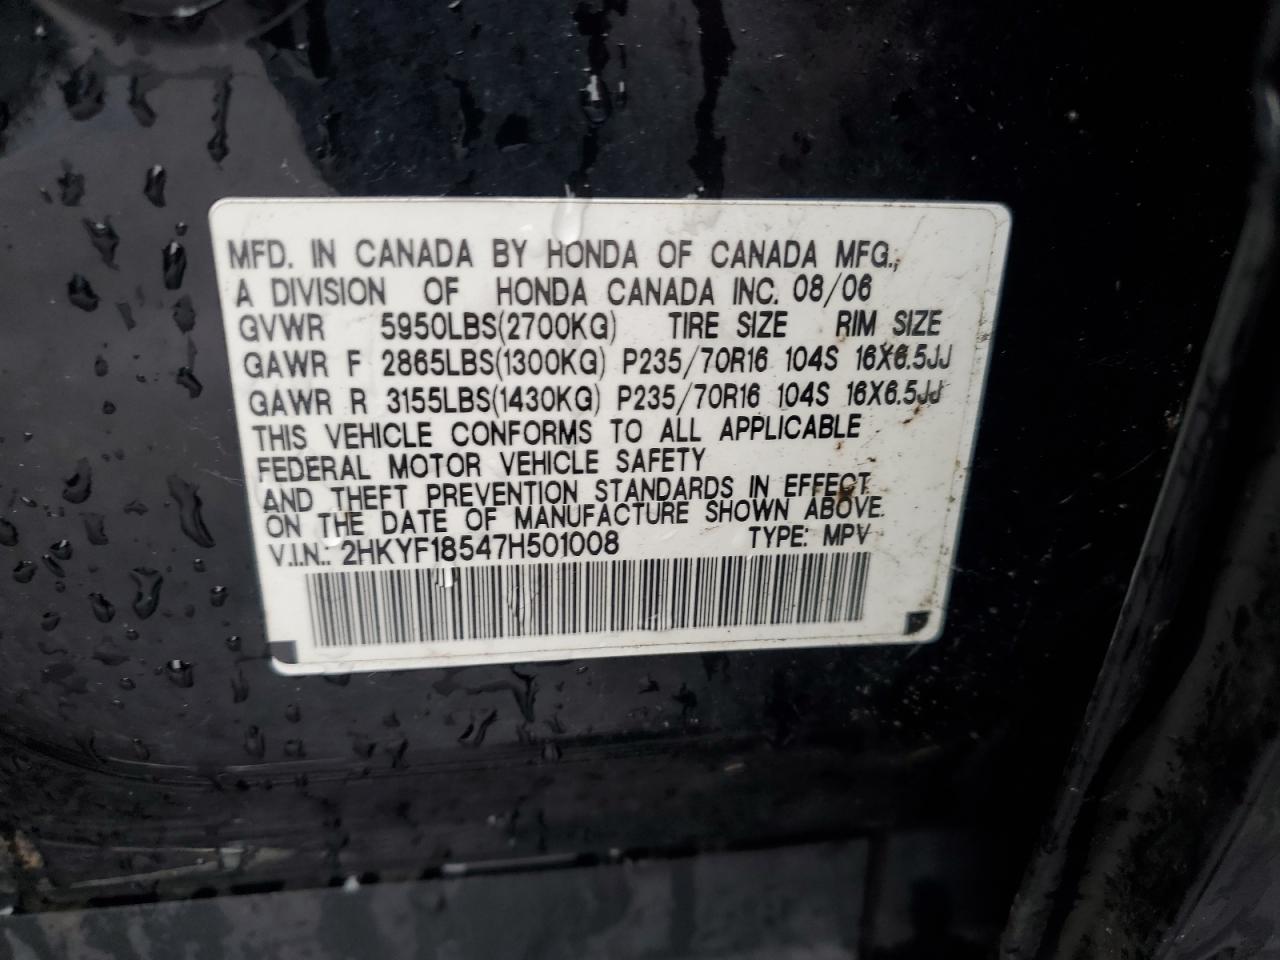 MFD. IN CANADA BY HONDA OF CANADA MFG.,
A DIVISION OF HONDA CANADA INC. 08/06
GVWR 5950LBS(2700KG) TIRE SIZE RIM SIZE
GAWR F 2865LBS(1300KG) P235/70R16 104S 16X6.5JJ
GAWR R 3155LBS(1430KG) P235/70R16 104S 16X6.5JJ
THIS VEHICLE CONFORMS TO ALL APPLICABLE
FEDERAL MOTOR VEHICLE SAFETY
AND THEFT PREVENTION STANDARDS IN EFFECT
ON THE DATE OF MANUFACTURE SHOWN ABOVE.
V.I.N.: 2HKYF18547H501008 TYPE: MPV